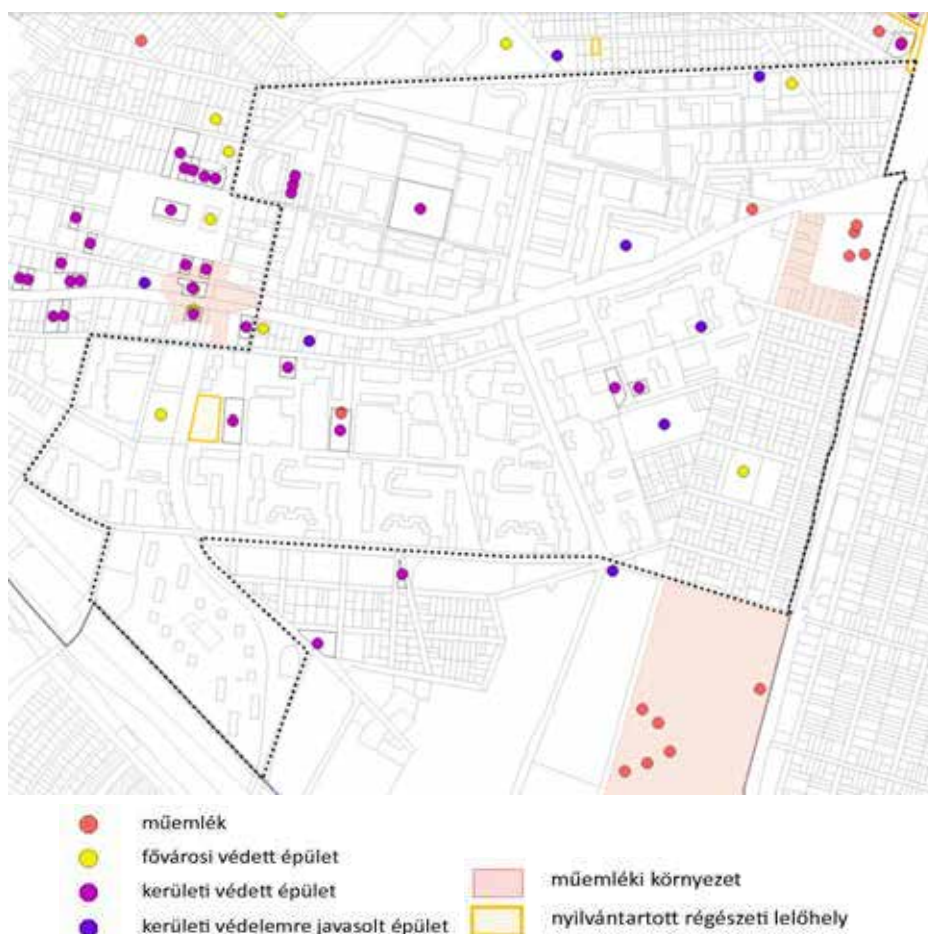 műemlék
fővárosi védett épület
kerületi védett épület
kerületi védelemre javasolt épület
műemléki környezet
nyilvántartott régészeti lelőhely